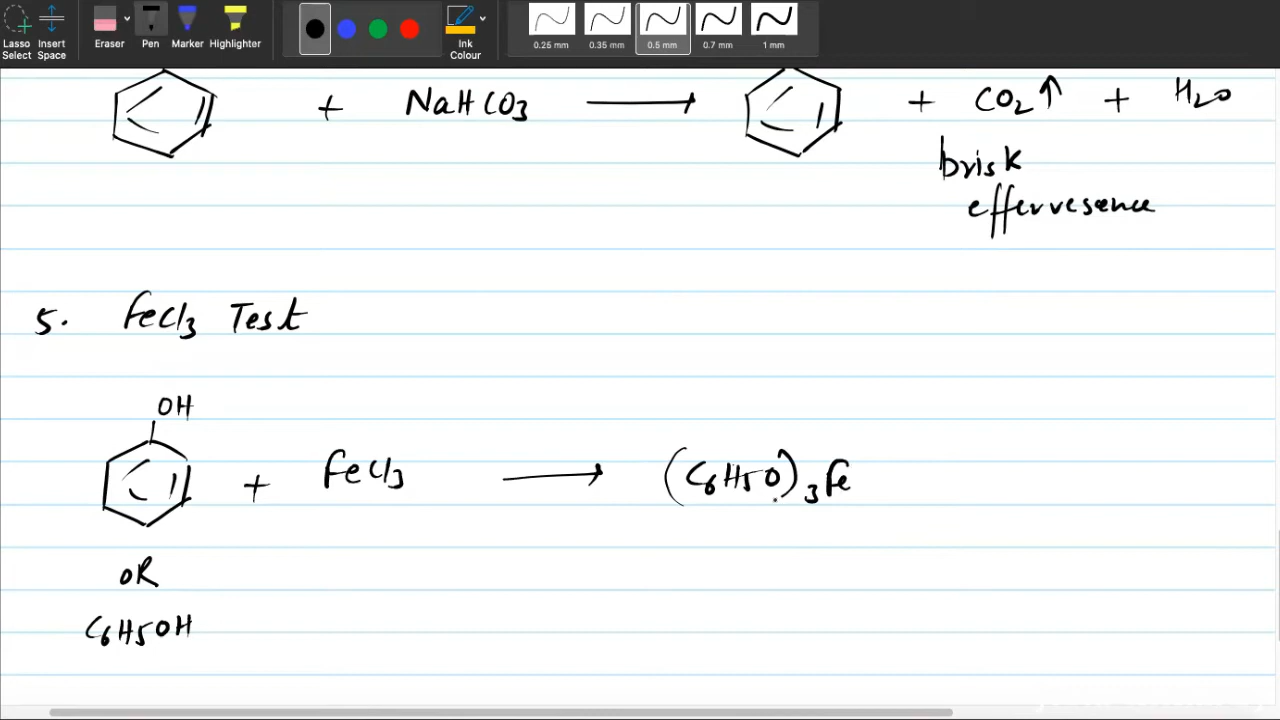 Lasso Select
Insert Space
Eraser
Pen
Marker
Highlighter
Ink Colour
0.25 mm
0.35 mm
0.5 mm
0.7 mm
1 mm
+ NaHCO3 ⟶ + CO2↑ + H2O
brisk
effervesence
5. FeCl3 Test
OH
+ FeCl3 ⟶ (C6H5O)3Fe
OR
C6H5OH